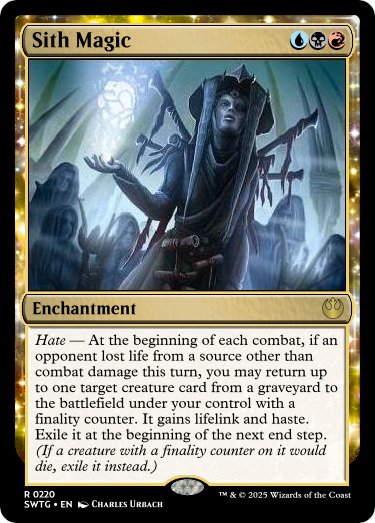 Sith Magic
Enchantment
Hate — At the beginning of each combat, if an
opponent lost life from a source other than
combat damage this turn, you may return up
to one target creature card from a graveyard to
the battlefield under your control with a
finality counter. It gains lifelink and haste.
Exile it at the beginning of the next end step.
(If a creature with a finality counter on it would
die, exile it instead.)
R 0220
SWTG • EN Charles Urbach
™ & © 2025 Wizards of the Coast